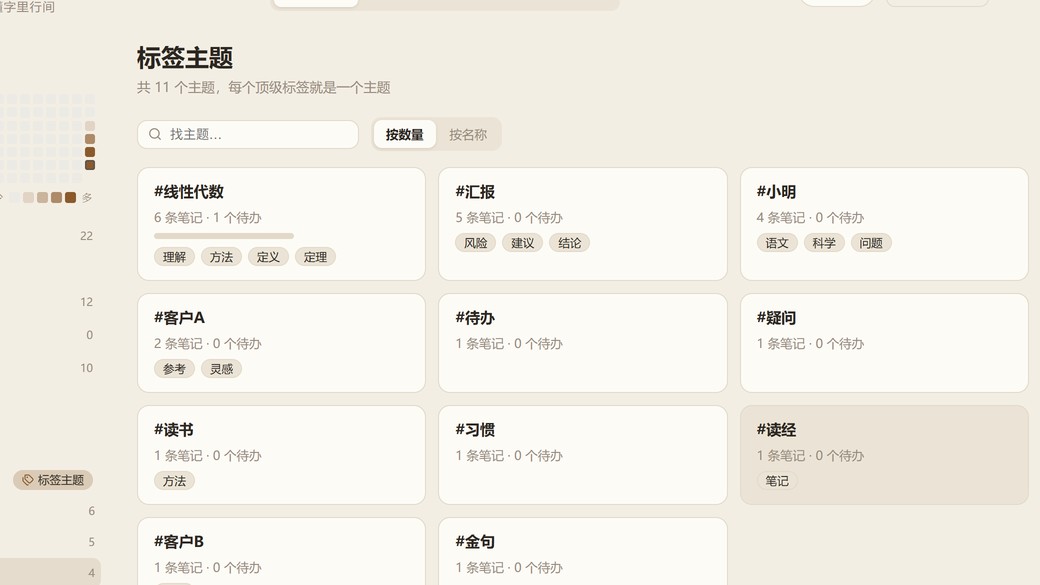 字里行间
标签主题
共 11 个主题，每个顶级标签就是一个主题
找主题...
按数量
按名称
多
22
12
0
10
标签主题
6
5
4
#线性代数
6 条笔记 · 1 个待办
理解 方法 定义 定理
#汇报
5 条笔记 · 0 个待办
风险 建议 结论
#小明
4 条笔记 · 0 个待办
语文 科学 问题
#客户A
2 条笔记 · 0 个待办
参考 灵感
#待办
1 条笔记 · 0 个待办
#疑问
1 条笔记 · 0 个待办
#读书
1 条笔记 · 0 个待办
方法
#习惯
1 条笔记 · 0 个待办
#读经
1 条笔记 · 0 个待办
笔记
#客户B
1 条笔记 · 0 个待办
#金句
1 条笔记 · 0 个待办